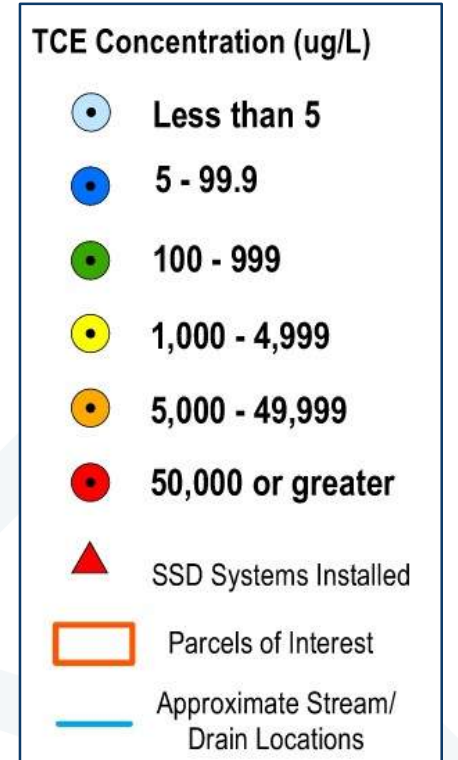 TCE Concentration (ug/L)
Less than 5
5 - 99.9
100 - 999
1,000 - 4,999
5,000 - 49,999
50,000 or greater
SSD Systems Installed
Parcels of Interest
Approximate Stream/
Drain Locations